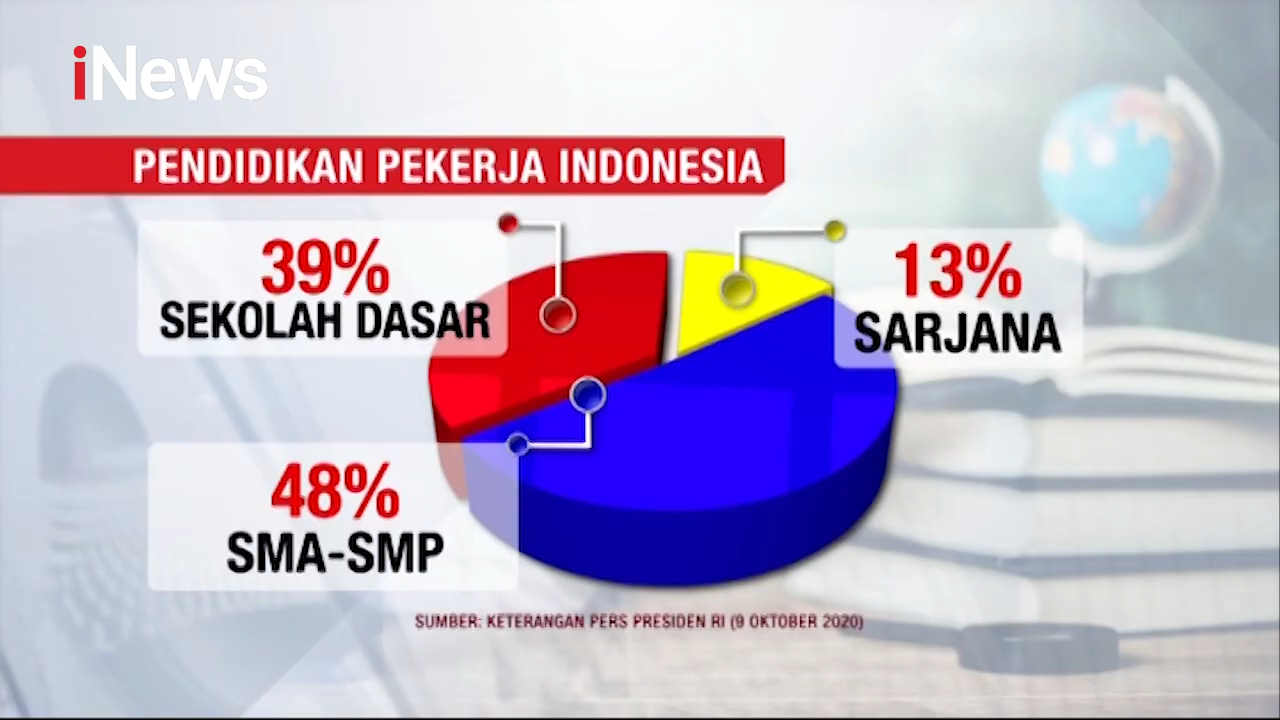 iNews
PENDIDIKAN PEKERJA INDONESIA
39%
SEKOLAH DASAR
13%
SARJANA
48%
SMA-SMP
SUMBER: KETERANGAN PERS PRESIDEN RI (9 OKTOBER 2020)